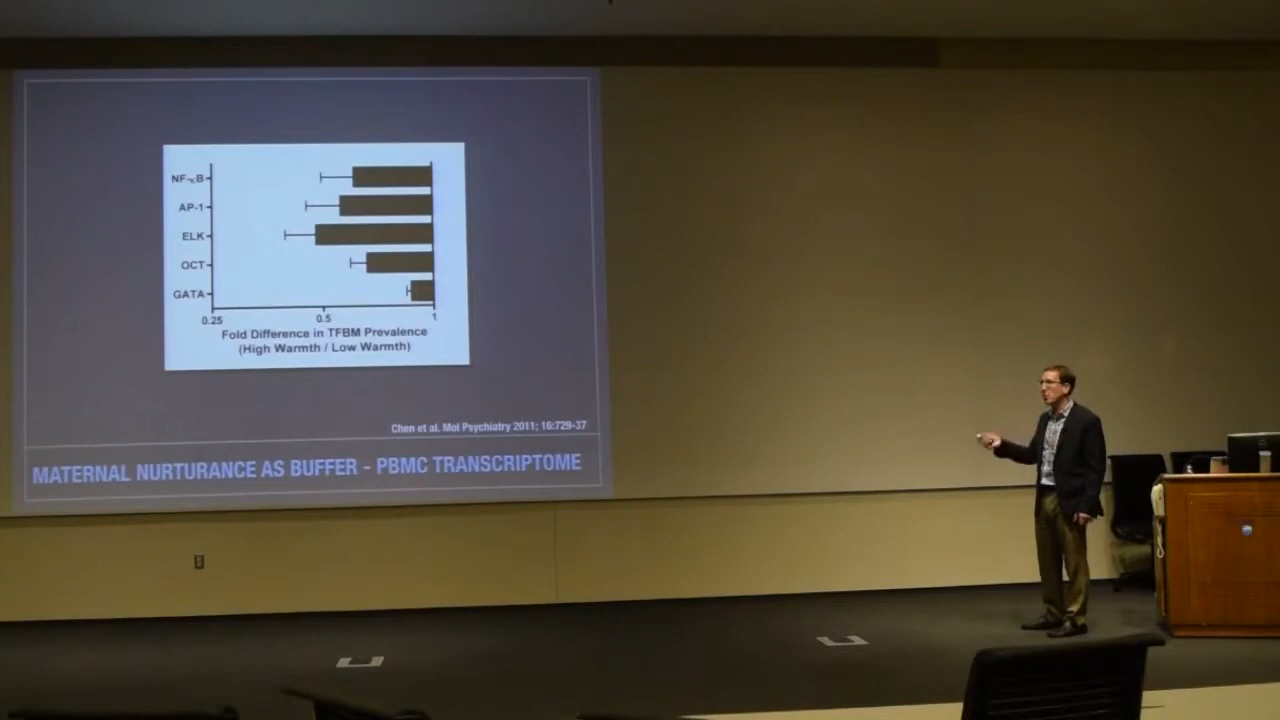 NF-κB
AP-1
ELK
OCT
GATA
0.25 0.5 1
Fold Difference in TFBM Prevalence
(High Warmth / Low Warmth)
Chen et al. Mol Psychiatry 2011; 16:729-37
MATERNAL NURTURANCE AS BUFFER - PBMC TRANSCRIPTOME